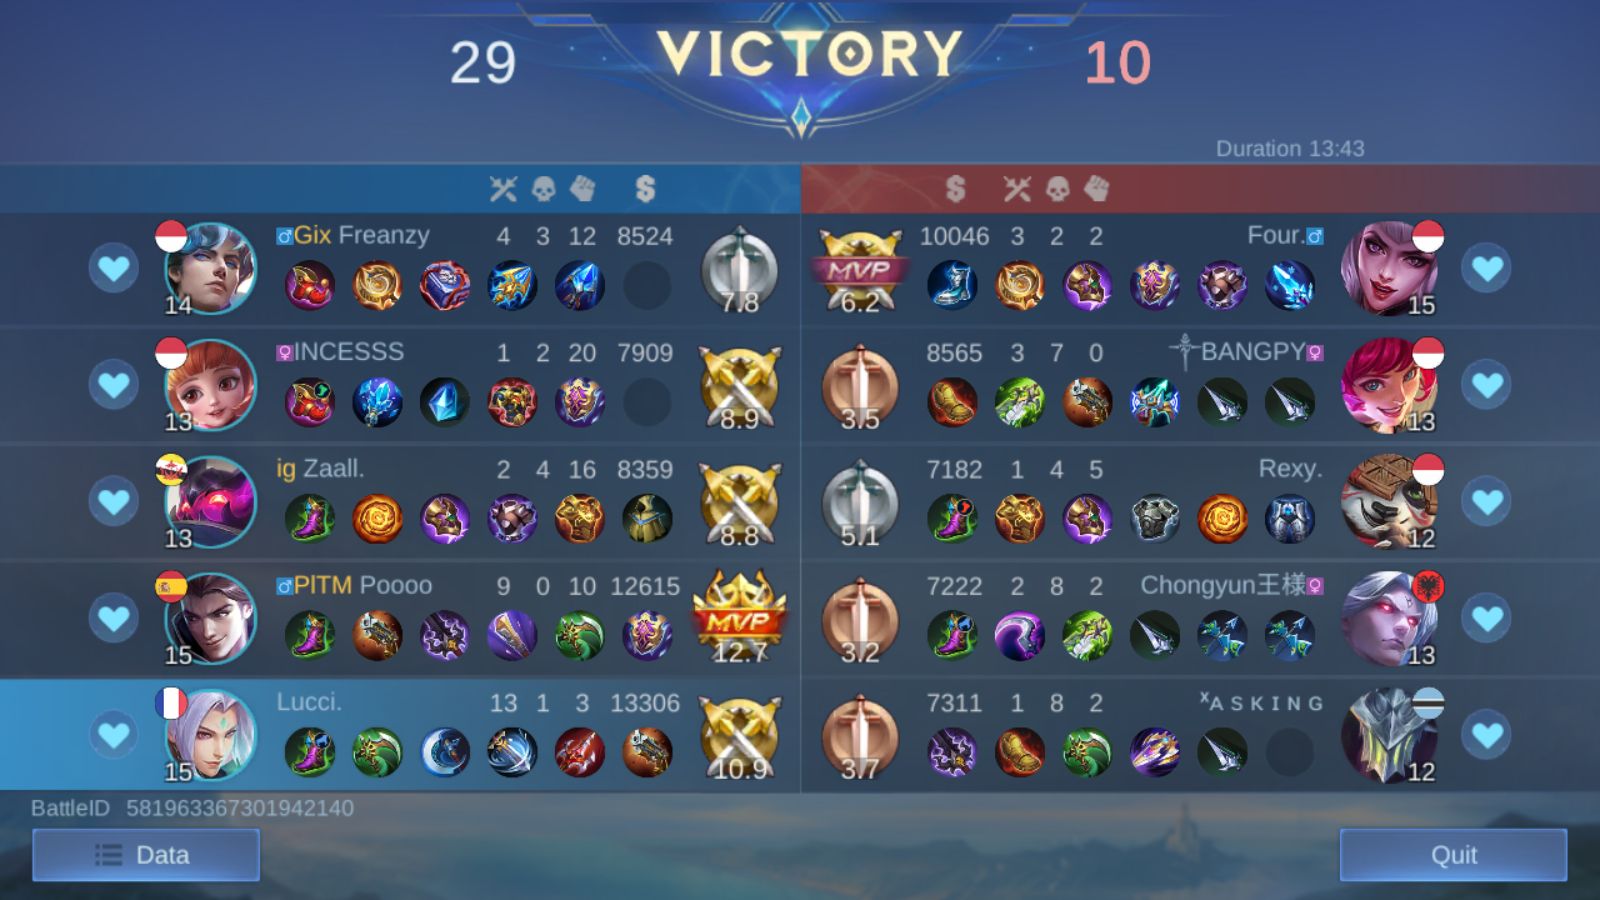 29 VICTORY 10
Duration 13:43
Gix Freanzy 4 3 12 8524
14 7.8
10046 3 2 2 Four.
MVP 6.2 15
INCESSS 1 2 20 7909
13 8.9
8565 3 7 0 BANGPY
3.5 13
ig Zaall. 2 4 16 8359
13 8.8
7182 1 4 5 Rexy.
5.1 12
PITM Poooo 9 0 10 12615
15 MVP 12.7
7222 2 8 2 Chongyun王様
3.2 13
Lucci. 13 1 3 13306
15 10.9
7311 1 8 2 ˣᴀ ꜱ ᴋ ɪ ɴ ɢ
3.7 12
BattleID 581963367301942140
Data
Quit